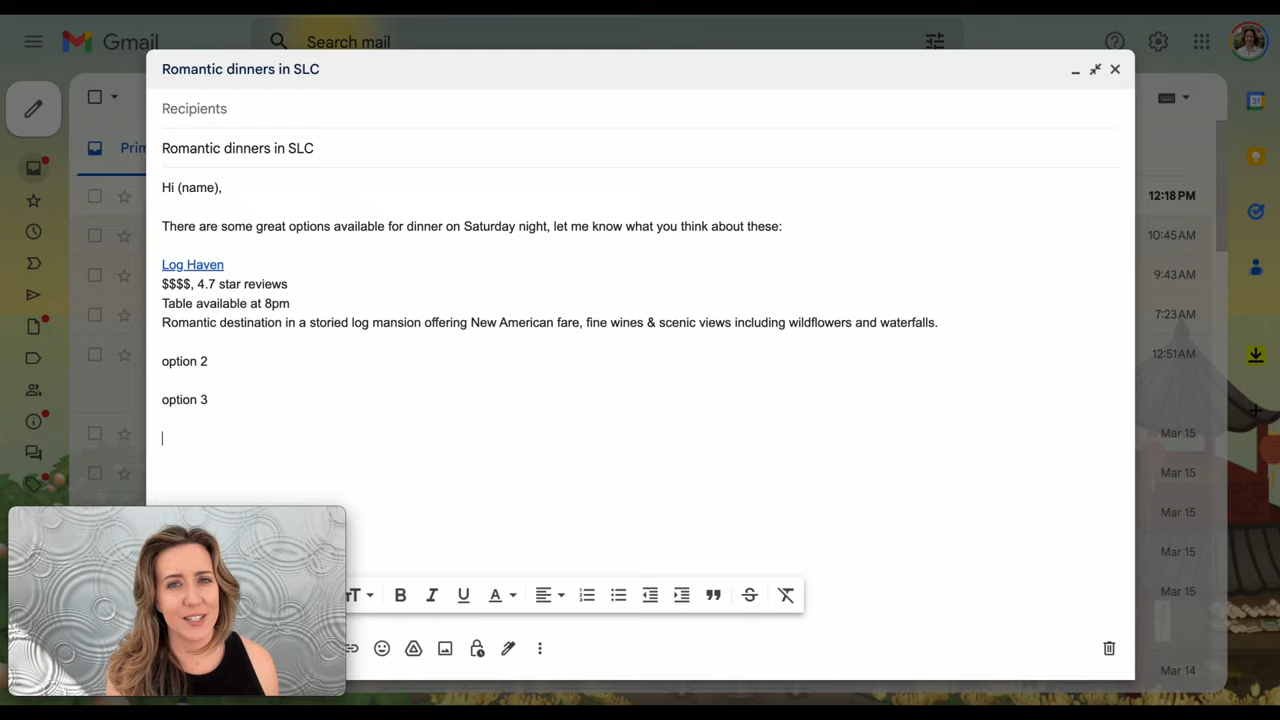 Gmail
Search mail
Romantic dinners in SLC
Recipients
Romantic dinners in SLC
Hi (name),
There are some great options available for dinner on Saturday night, let me know what you think about these:
Log Haven
$$$$, 4.7 star reviews
Table available at 8pm
Romantic destination in a storied log mansion offering New American fare, fine wines & scenic views including wildflowers and waterfalls.
option 2
option 3
Prim
12:18 PM
10:45 AM
9:43 AM
7:23 AM
12:51 AM
Mar 15
Mar 15
Mar 15
Mar 15
Mar 15
Mar 14
31